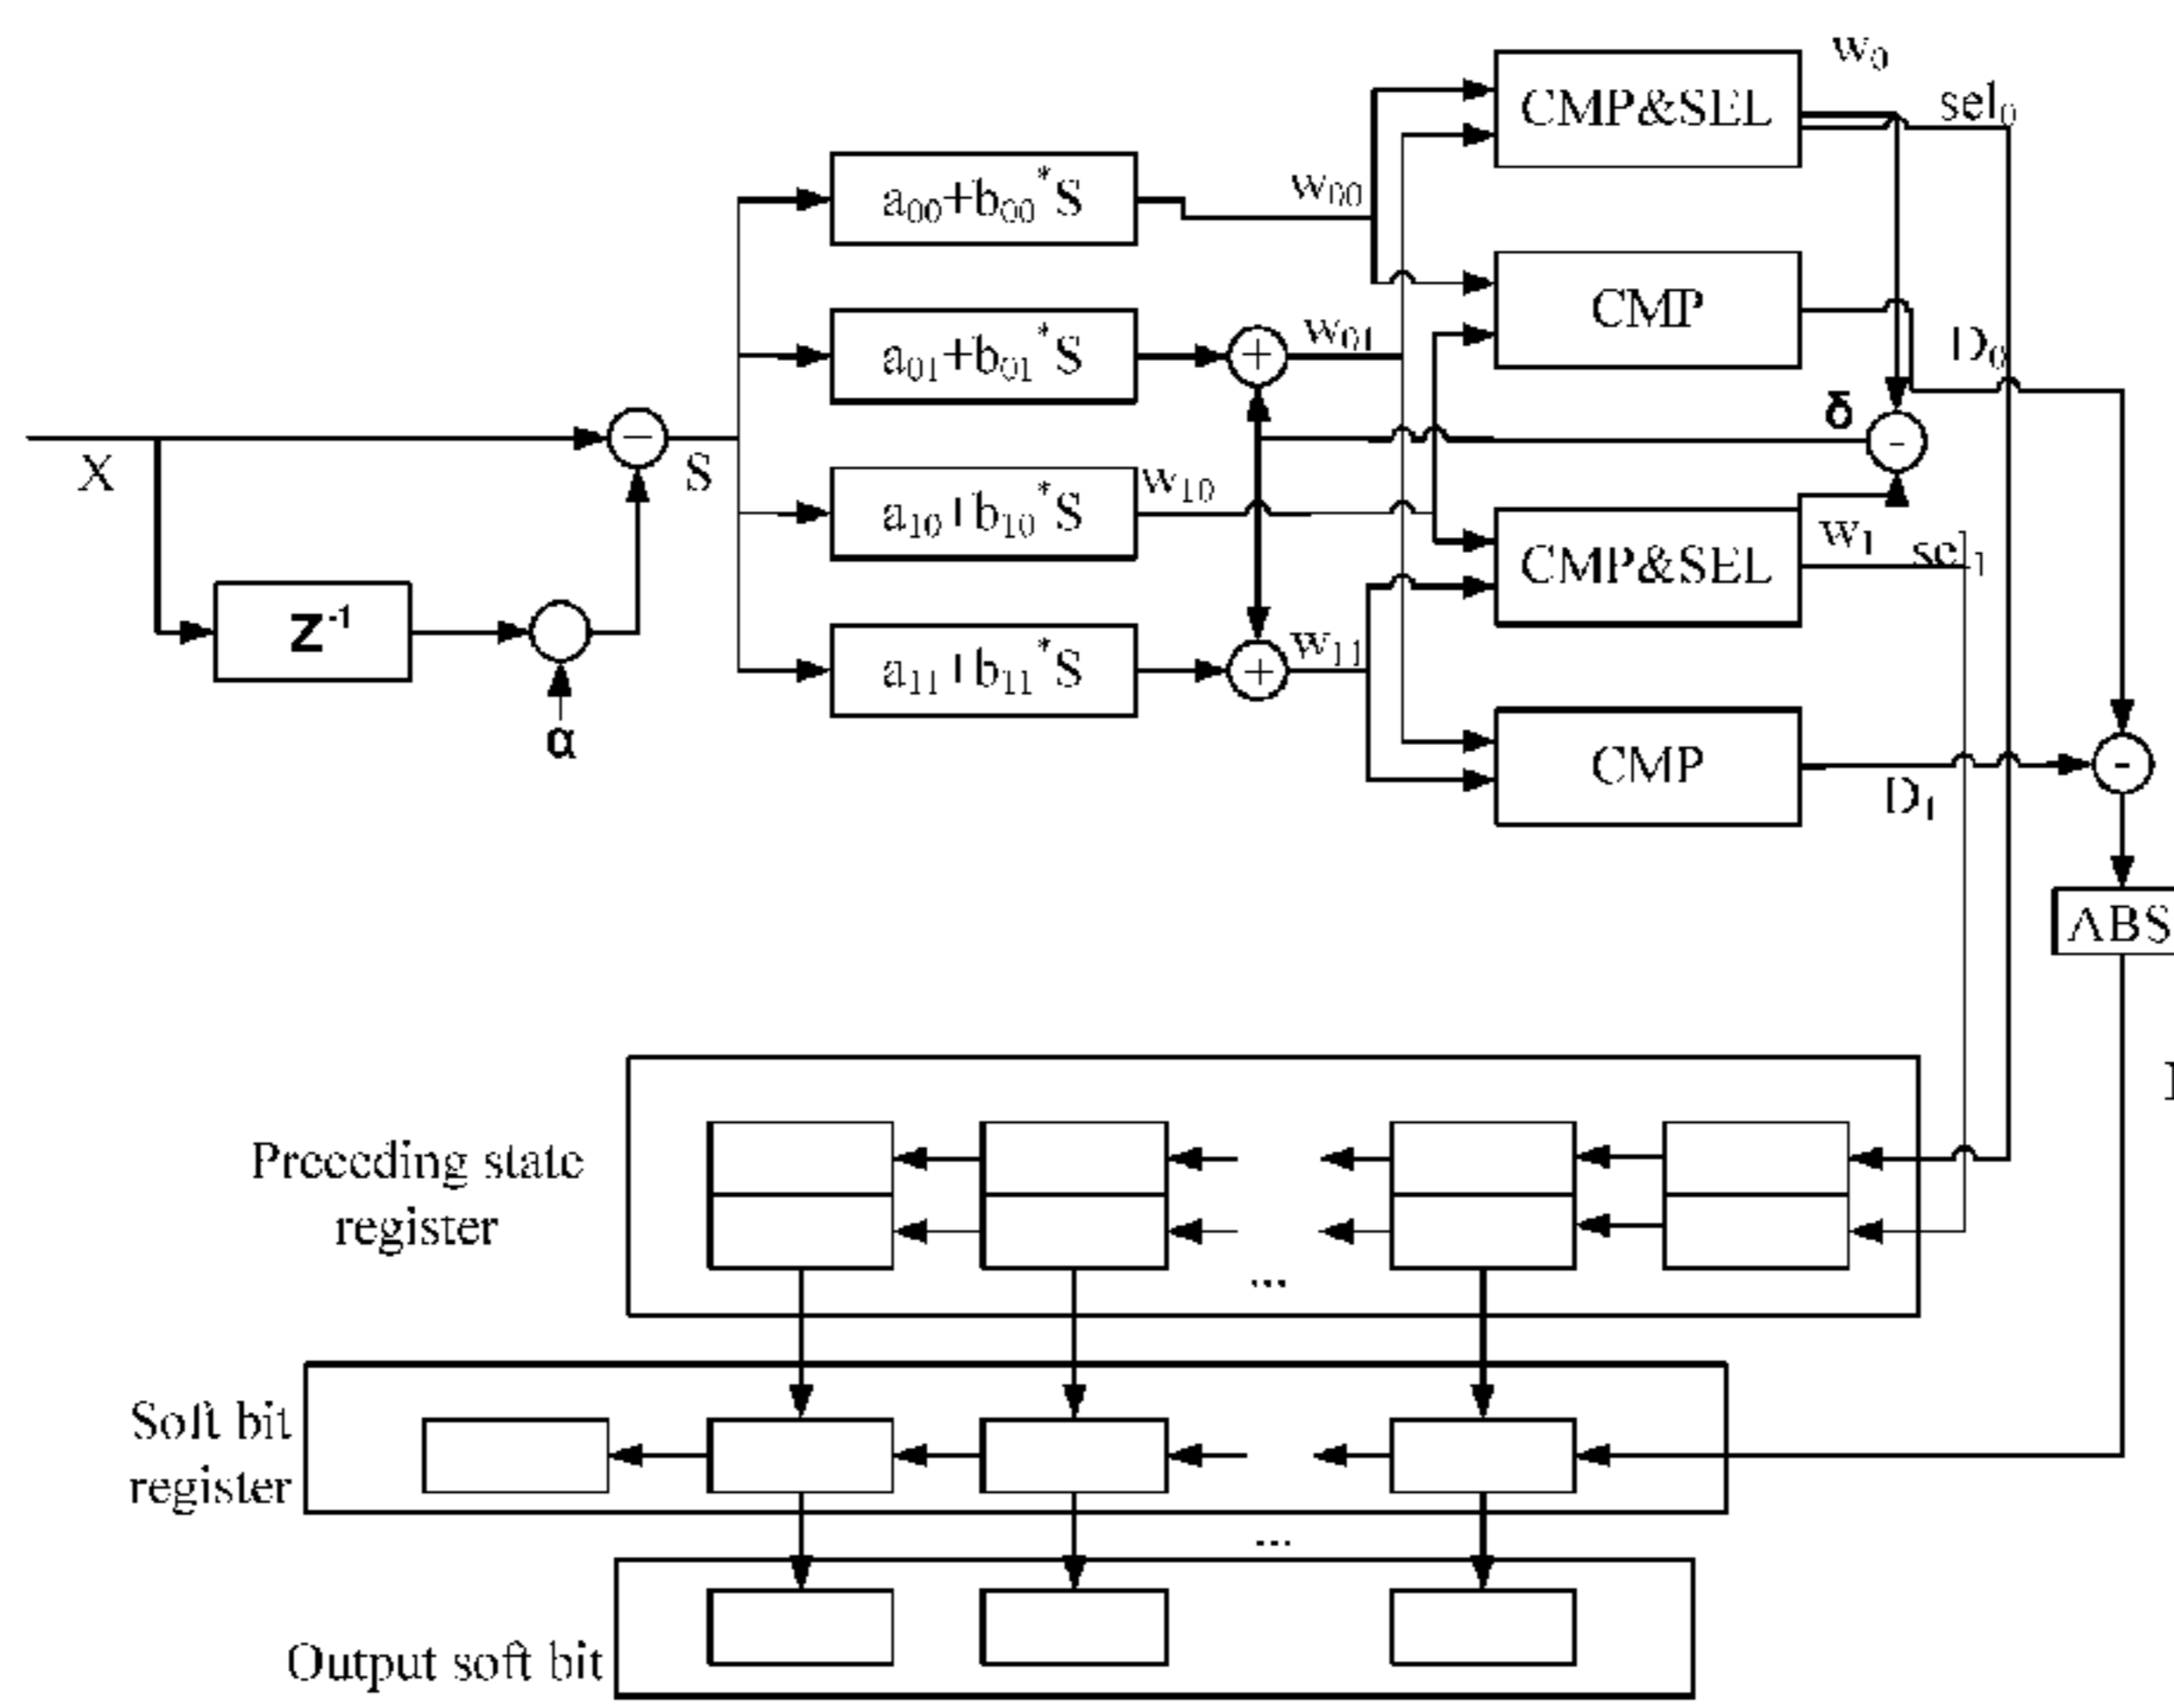 w₀
CMP&SEL
sel₀
a₀₀+b₀₀*S
w₀₀
CMP
a₀₁+b₀₁*S
+
w₀₁
D₀
δ
X
−
S
-
a₁₀+b₁₀*S
w₁₀
CMP&SEL
w₁
sel₁
Z⁻¹
α
a₁₁+b₁₁*S
+
w₁₁
CMP
D₁
-
ABS
Preceding state
register
...
Soft bit
register
...
Output soft bit